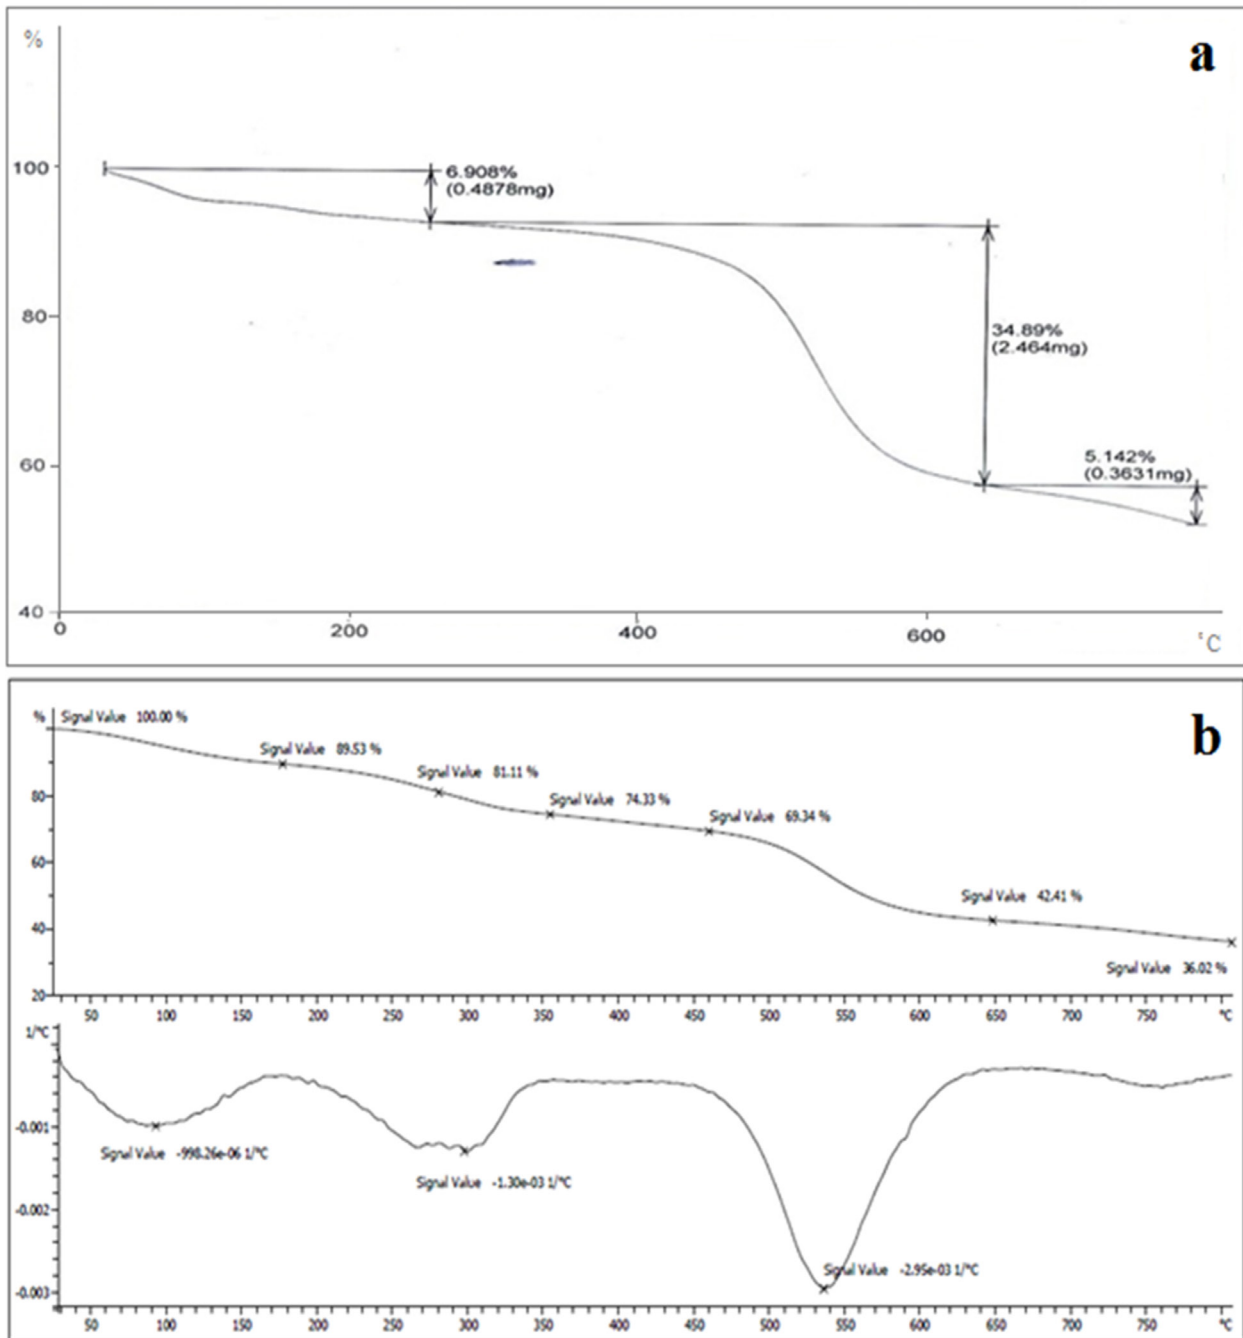 %
a
100
6.908%
(0.4878mg)
80
34.89%
(2.464mg)
60
5.142%
(0.3631mg)
40
0 200 400 600 °C
b
% Signal Value 100.00 %
Signal Value 89.53 %
Signal Value 81.11 %
80
Signal Value 74.33 %
Signal Value 69.34 %
60
Signal Value 42.41 %
40
Signal Value 36.02 %
20
50 100 150 200 250 300 350 400 450 500 550 600 650 700 750 °C
1/°C
-0.001
Signal Value -998.26e-06 1/°C
Signal Value -1.30e-03 1/°C
-0.002
Signal Value -2.95e-03 1/°C
-0.003
50 100 150 200 250 300 350 400 450 500 550 600 650 700 750 °C